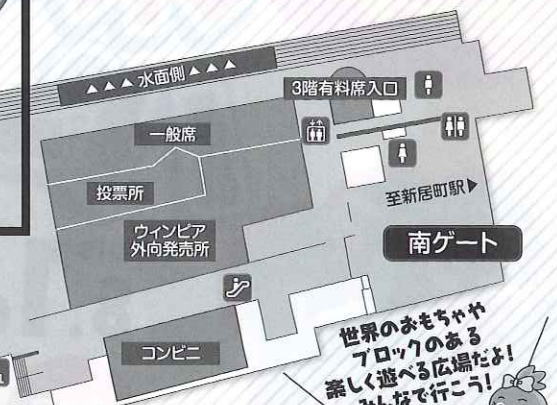 ▲▲▲水面側▲▲▲
3階有料席入口
一般席
投票所
至新居町駅▶
ウィンピア
外向発売所
南ゲート
コンビニ
世界のおもちゃや
ブロックのある
楽しく遊べる広場だよ!
みんなで行こう!